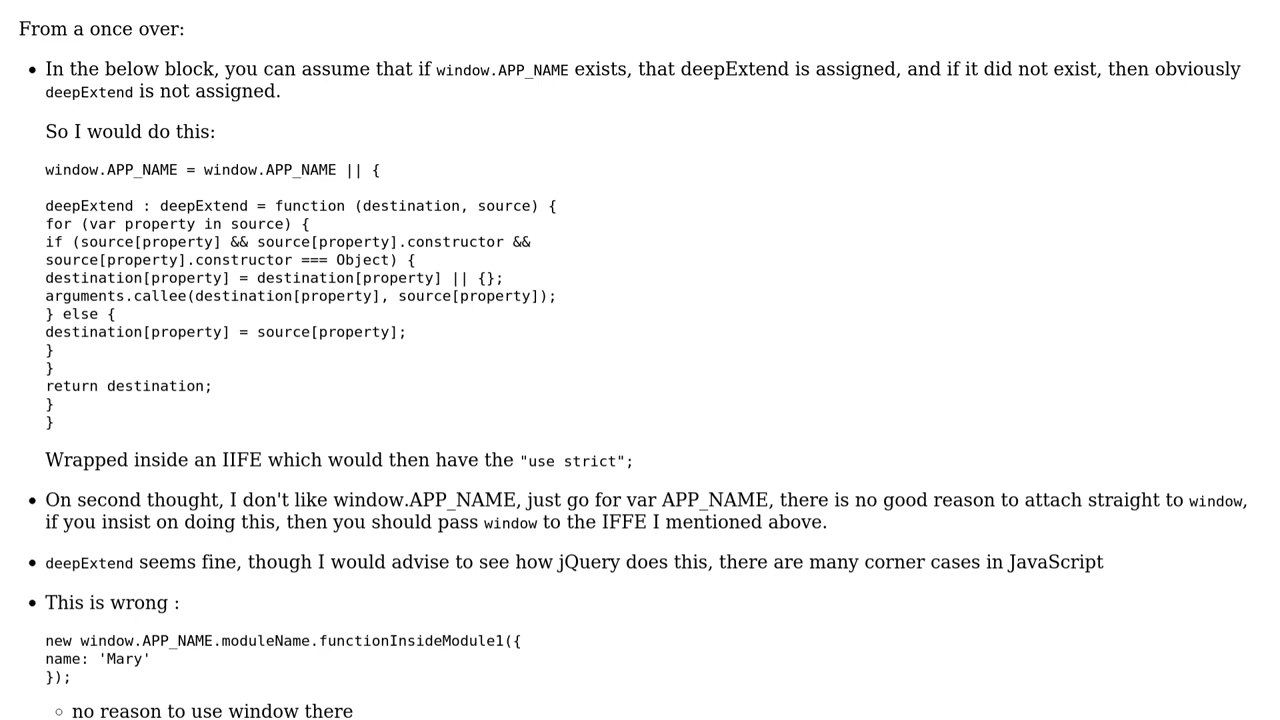 From a once over:
• In the below block, you can assume that if window.APP_NAME exists, that deepExtend is assigned, and if it did not exist, then obviously
deepExtend is not assigned.
So I would do this:
window.APP_NAME = window.APP_NAME || {
deepExtend : deepExtend = function (destination, source) {
for (var property in source) {
if (source[property] && source[property].constructor &&
source[property].constructor === Object) {
destination[property] = destination[property] || {};
arguments.callee(destination[property], source[property]);
} else {
destination[property] = source[property];
}
}
return destination;
}
}
Wrapped inside an IIFE which would then have the "use strict";
• On second thought, I don't like window.APP_NAME, just go for var APP_NAME, there is no good reason to attach straight to window,
if you insist on doing this, then you should pass window to the IFFE I mentioned above.
• deepExtend seems fine, though I would advise to see how jQuery does this, there are many corner cases in JavaScript
• This is wrong :
new window.APP_NAME.moduleName.functionInsideModule1({
name: 'Mary'
});
◦ no reason to use window there